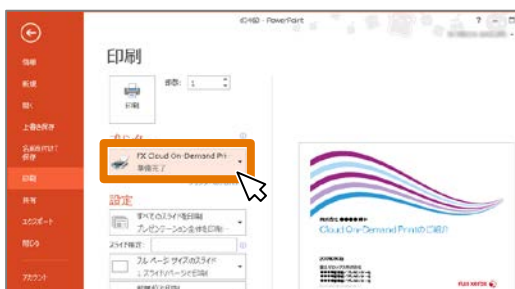 iD460 - PowerPoint
?
印刷
情報
新規
開く
上書き保存
名前を付けて
保存
印刷
共有
エクスポート
閉じる
アカウント
部数: 1
印刷
プリンター
FX Cloud On-Demand Pri
準備完了
設定
すべてのスライドを印刷
プレゼンテーション全体を印刷
スライド指定:
フル ページ サイズのスライド
1 スライド/ページで印刷
株式会社 ●●●●● 様
Cloud On-Demand Printのご紹介
FUJI XEROX